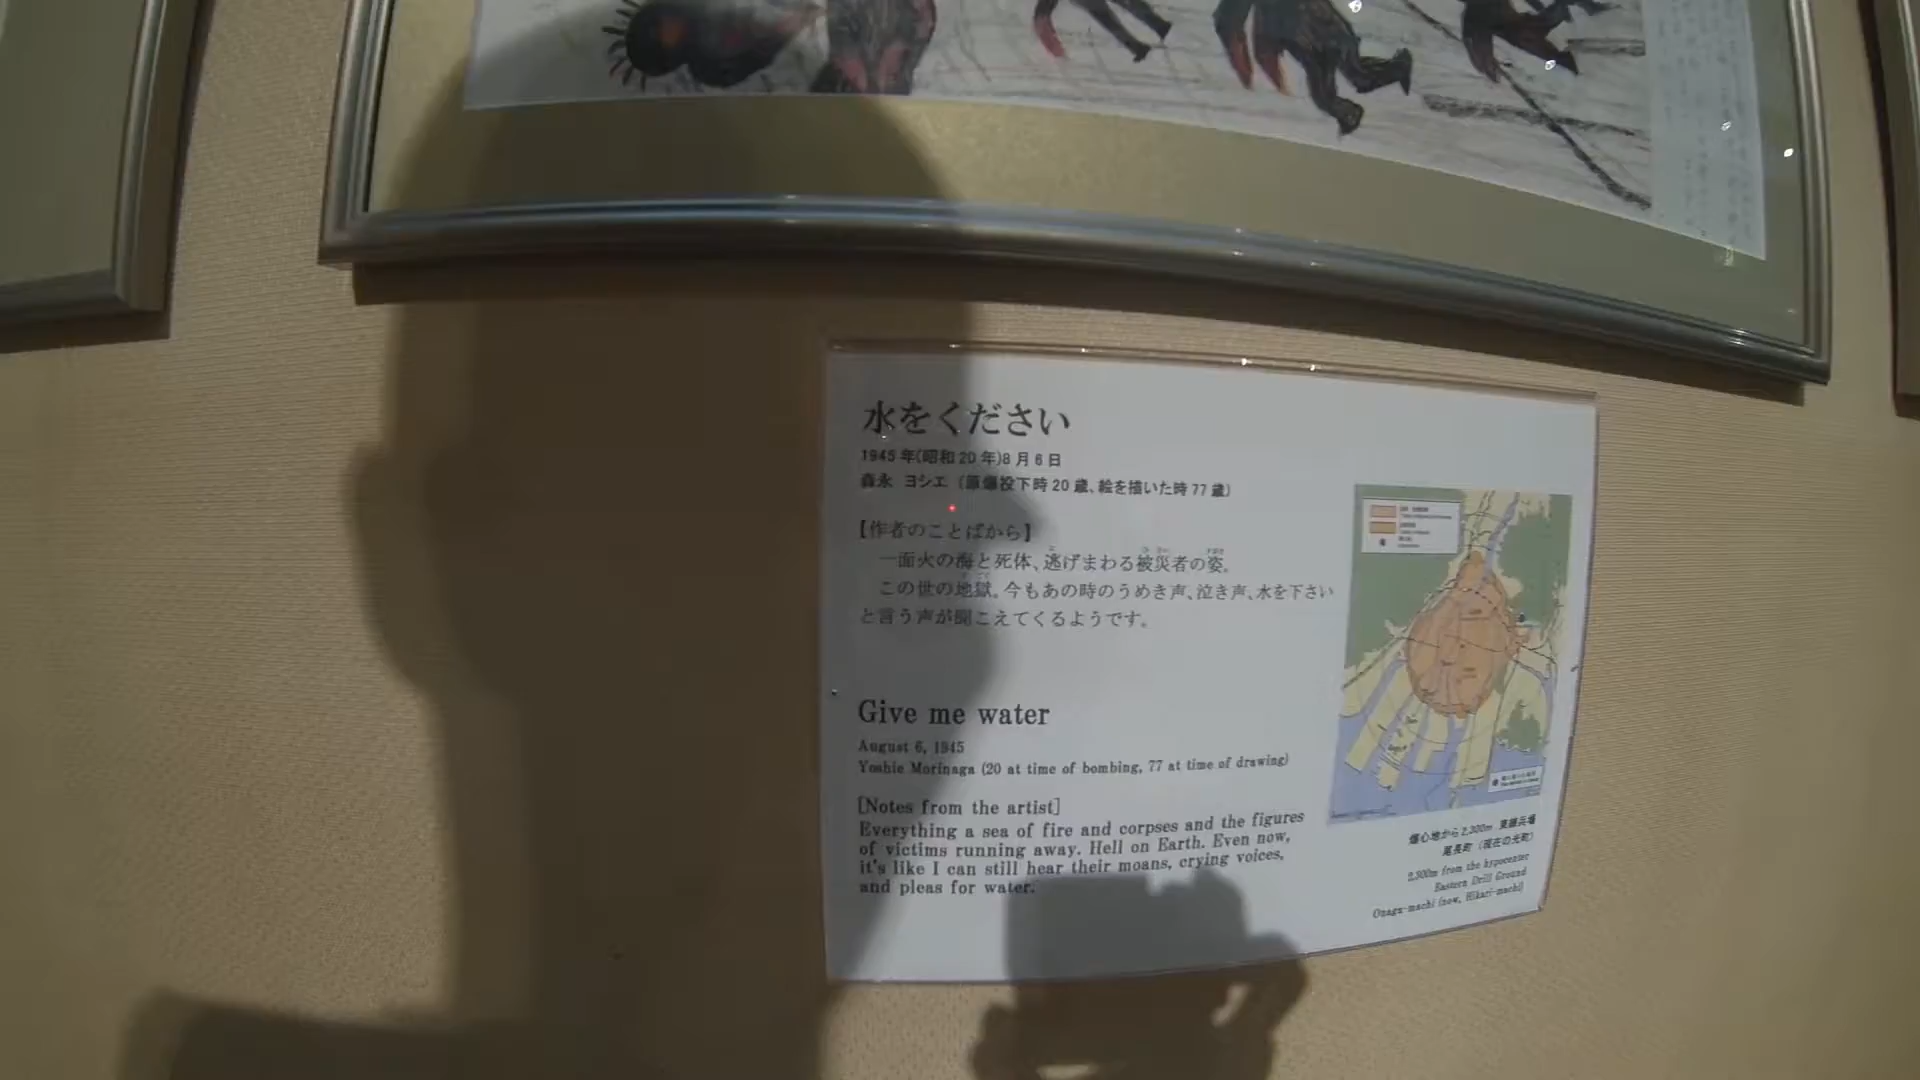 水をください
1945年(昭和20年)8月6日
森永 ヨシエ (原爆投下時20歳、絵を描いた時77歳)
【作者のことばから】
一面火の海と死体、逃げまわる被災者の姿。
この世の地獄。今もあの時のうめき声、泣き声、水を下さい
と言う声が聞こえてくるようです。
Give me water
August 6, 1945
Yoshie Morinaga (20 at time of bombing, 77 at time of drawing)
[Notes from the artist]
Everything a sea of fire and corpses and the figures
of victims running away. Hell on Earth. Even now,
it's like I can still hear their moans, crying voices,
and pleas for water.
爆心地から2,300m 東練兵場
尾長町 (現在の光町)
2,300m from the hypocenter
Eastern Drill Ground
Onaga-machi (now, Hikari-machi)